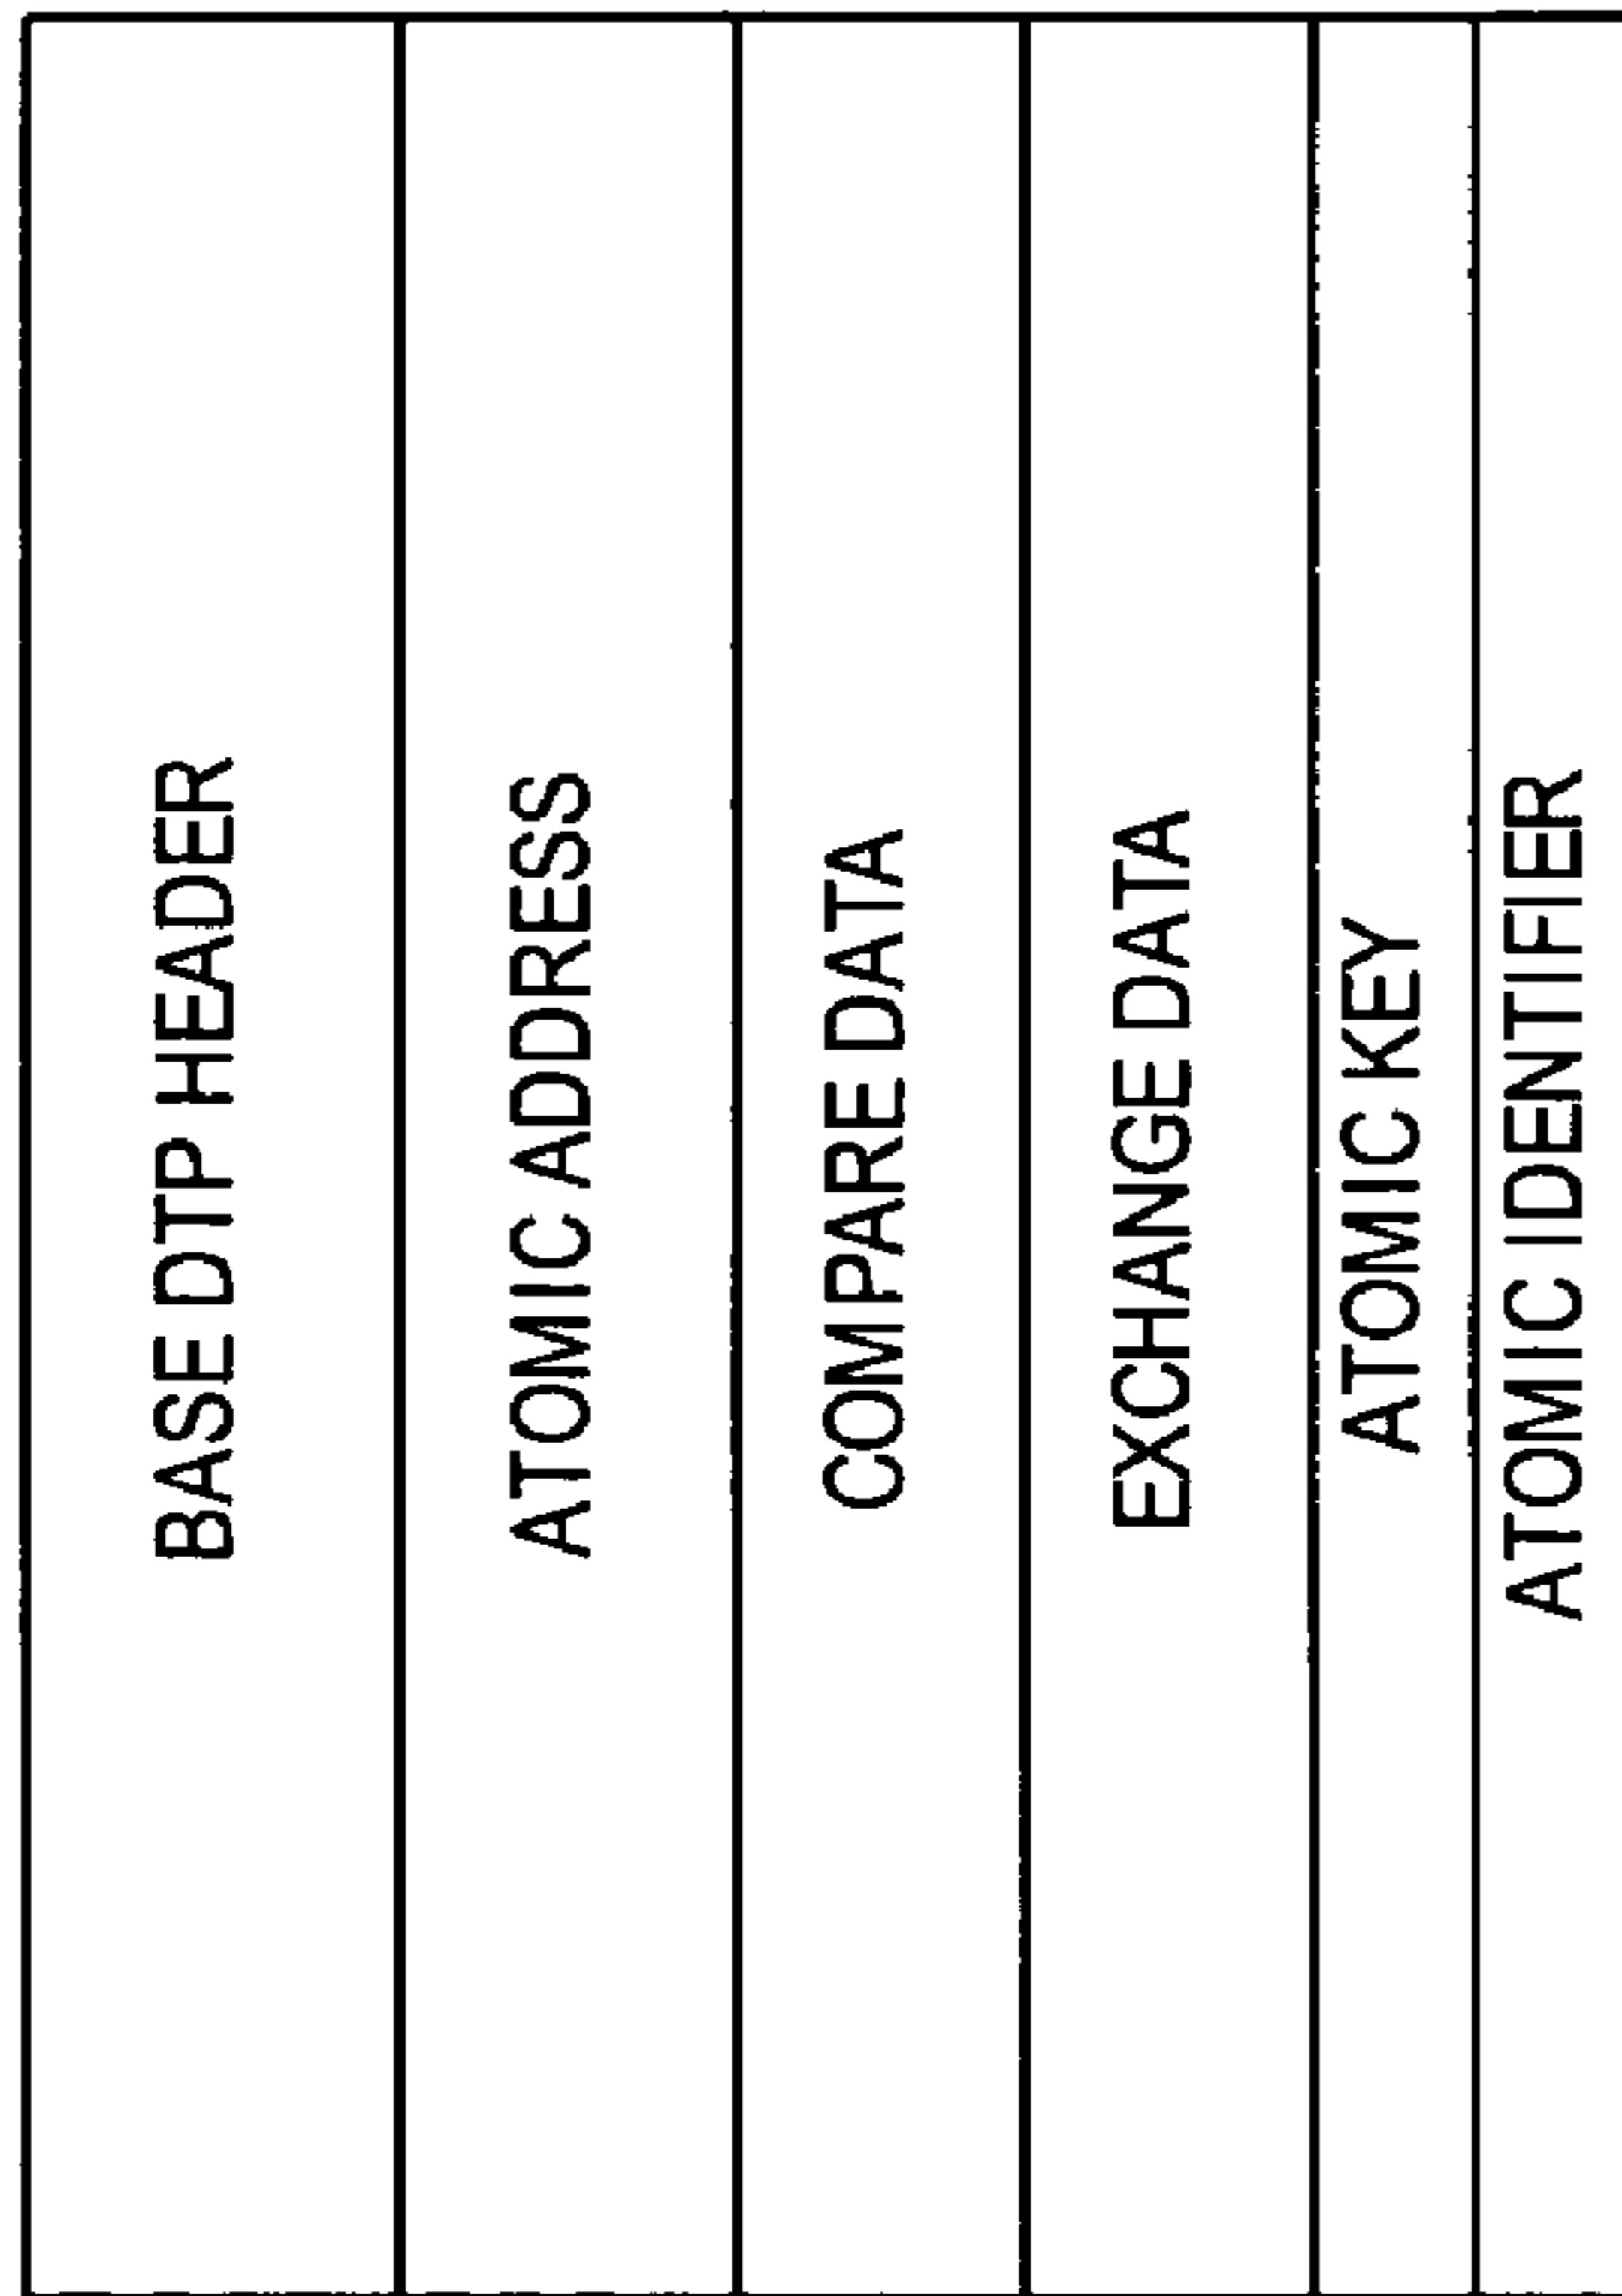 BASE DTP HEADER
ATOMIC ADDRESS
COMPARE DATA
EXCHANGE DATA
ATOMIC KEY
ATOMIC IDENTIFIER